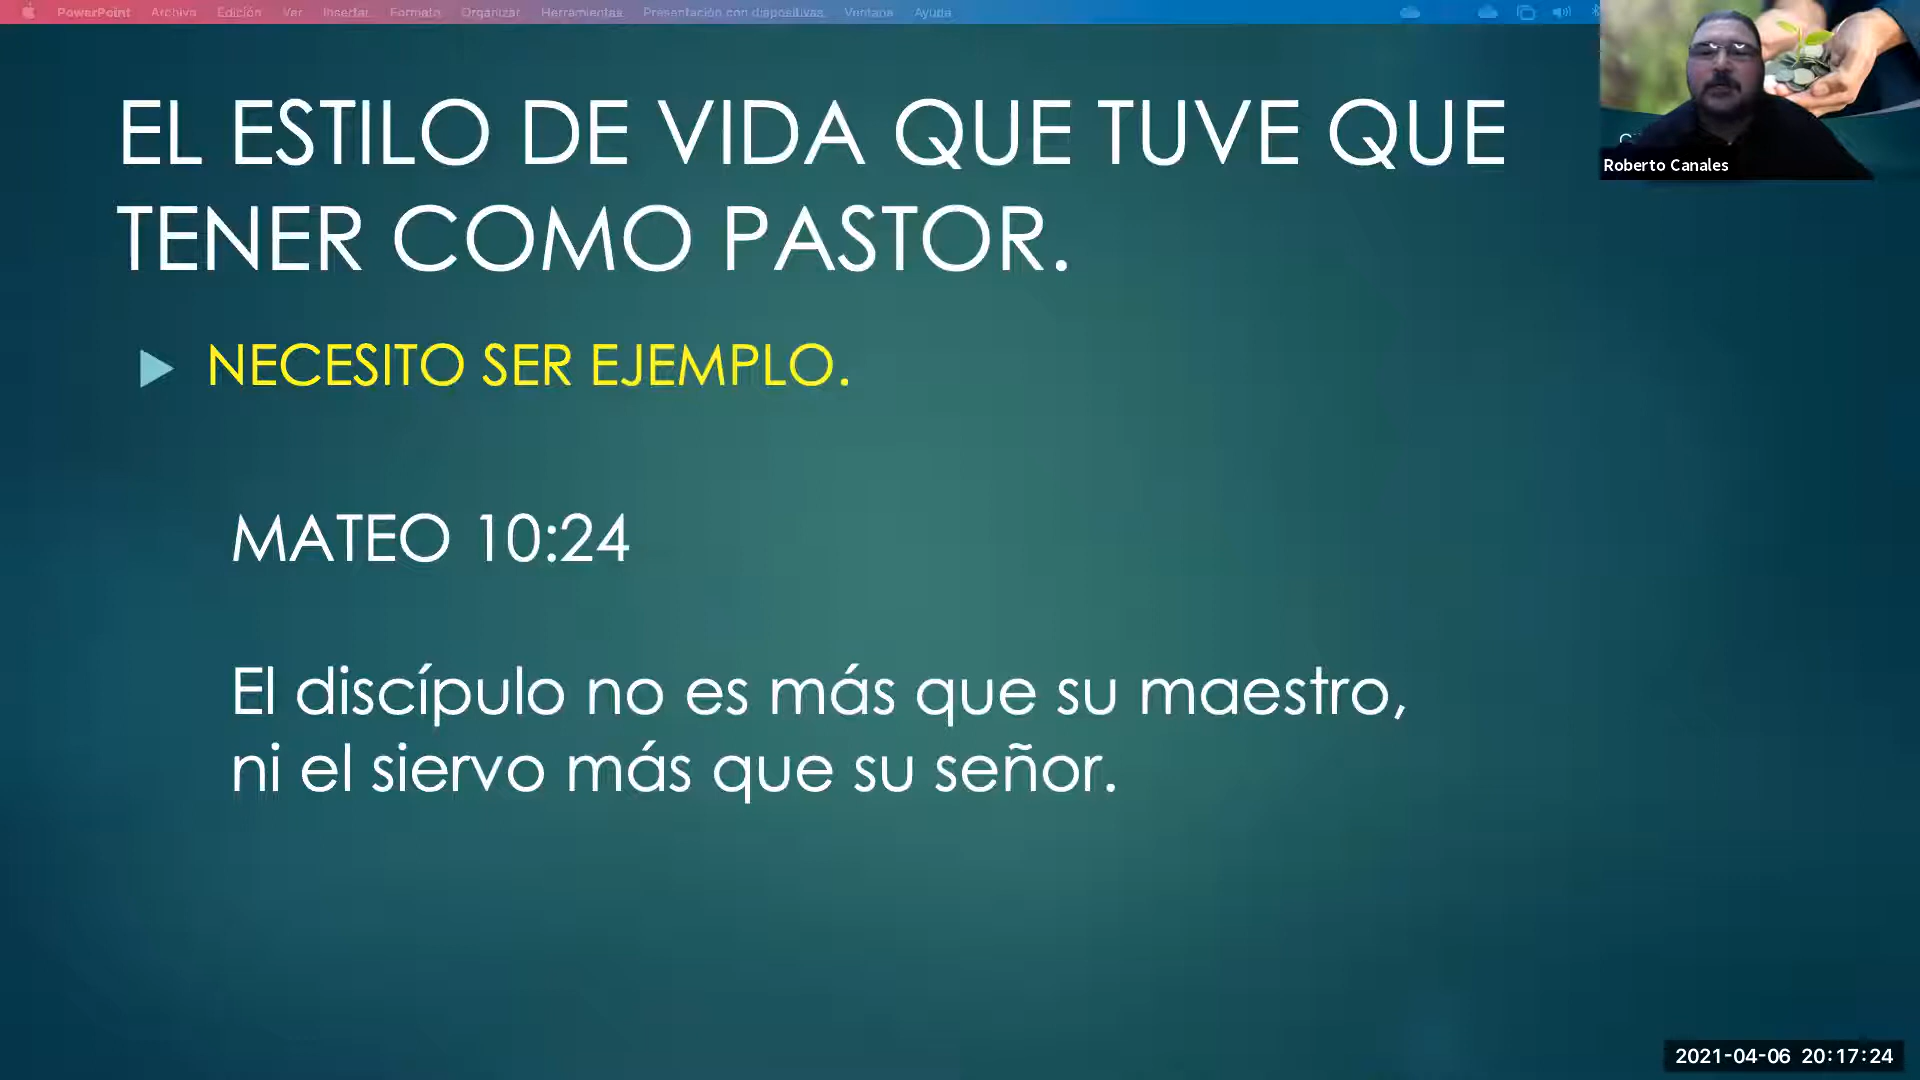 PowerPoint Archivo Edición Ver Insertar Formato Organizar Herramientas Presentación con diapositivas Ventana Ayuda
Roberto Canales
EL ESTILO DE VIDA QUE TUVE QUE
TENER COMO PASTOR.
NECESITO SER EJEMPLO.
MATEO 10:24
El discípulo no es más que su maestro,
ni el siervo más que su señor.
2021-04-06 20:17:24